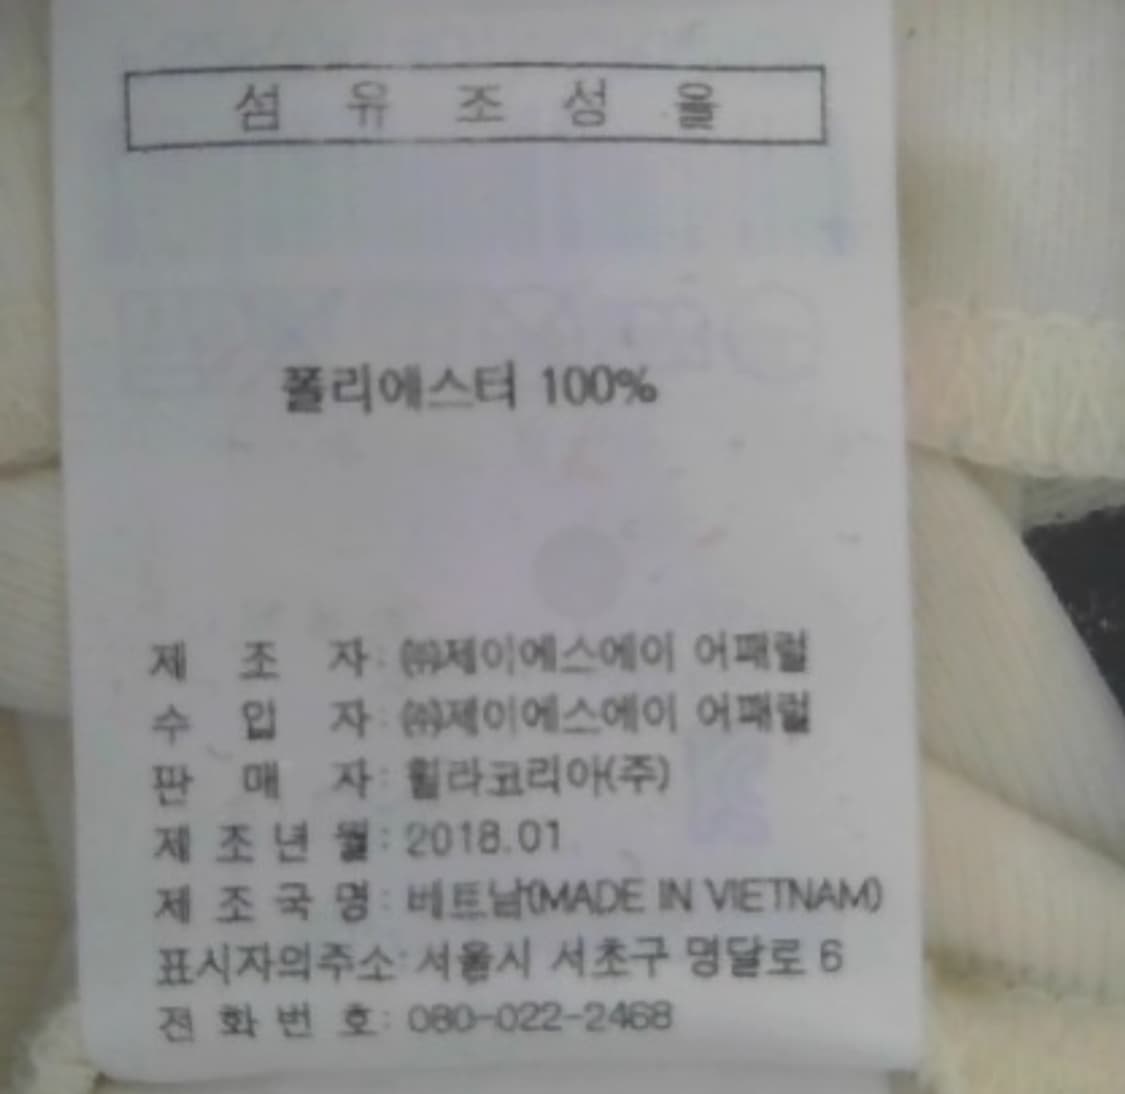 섬 유 조 성 율
폴리에스터 100%
제 조 자: ㈜제이에스에이 어패럴
수 입 자: ㈜제이에스에이 어패럴
판 매 자: 휠라코리아(주)
제 조 년 월: 2018.01
제 조 국 명: 베트남(MADE IN VIETNAM)
표시자의주소: 서울시 서초구 명달로 6
전 화 번 호: 080-022-2468